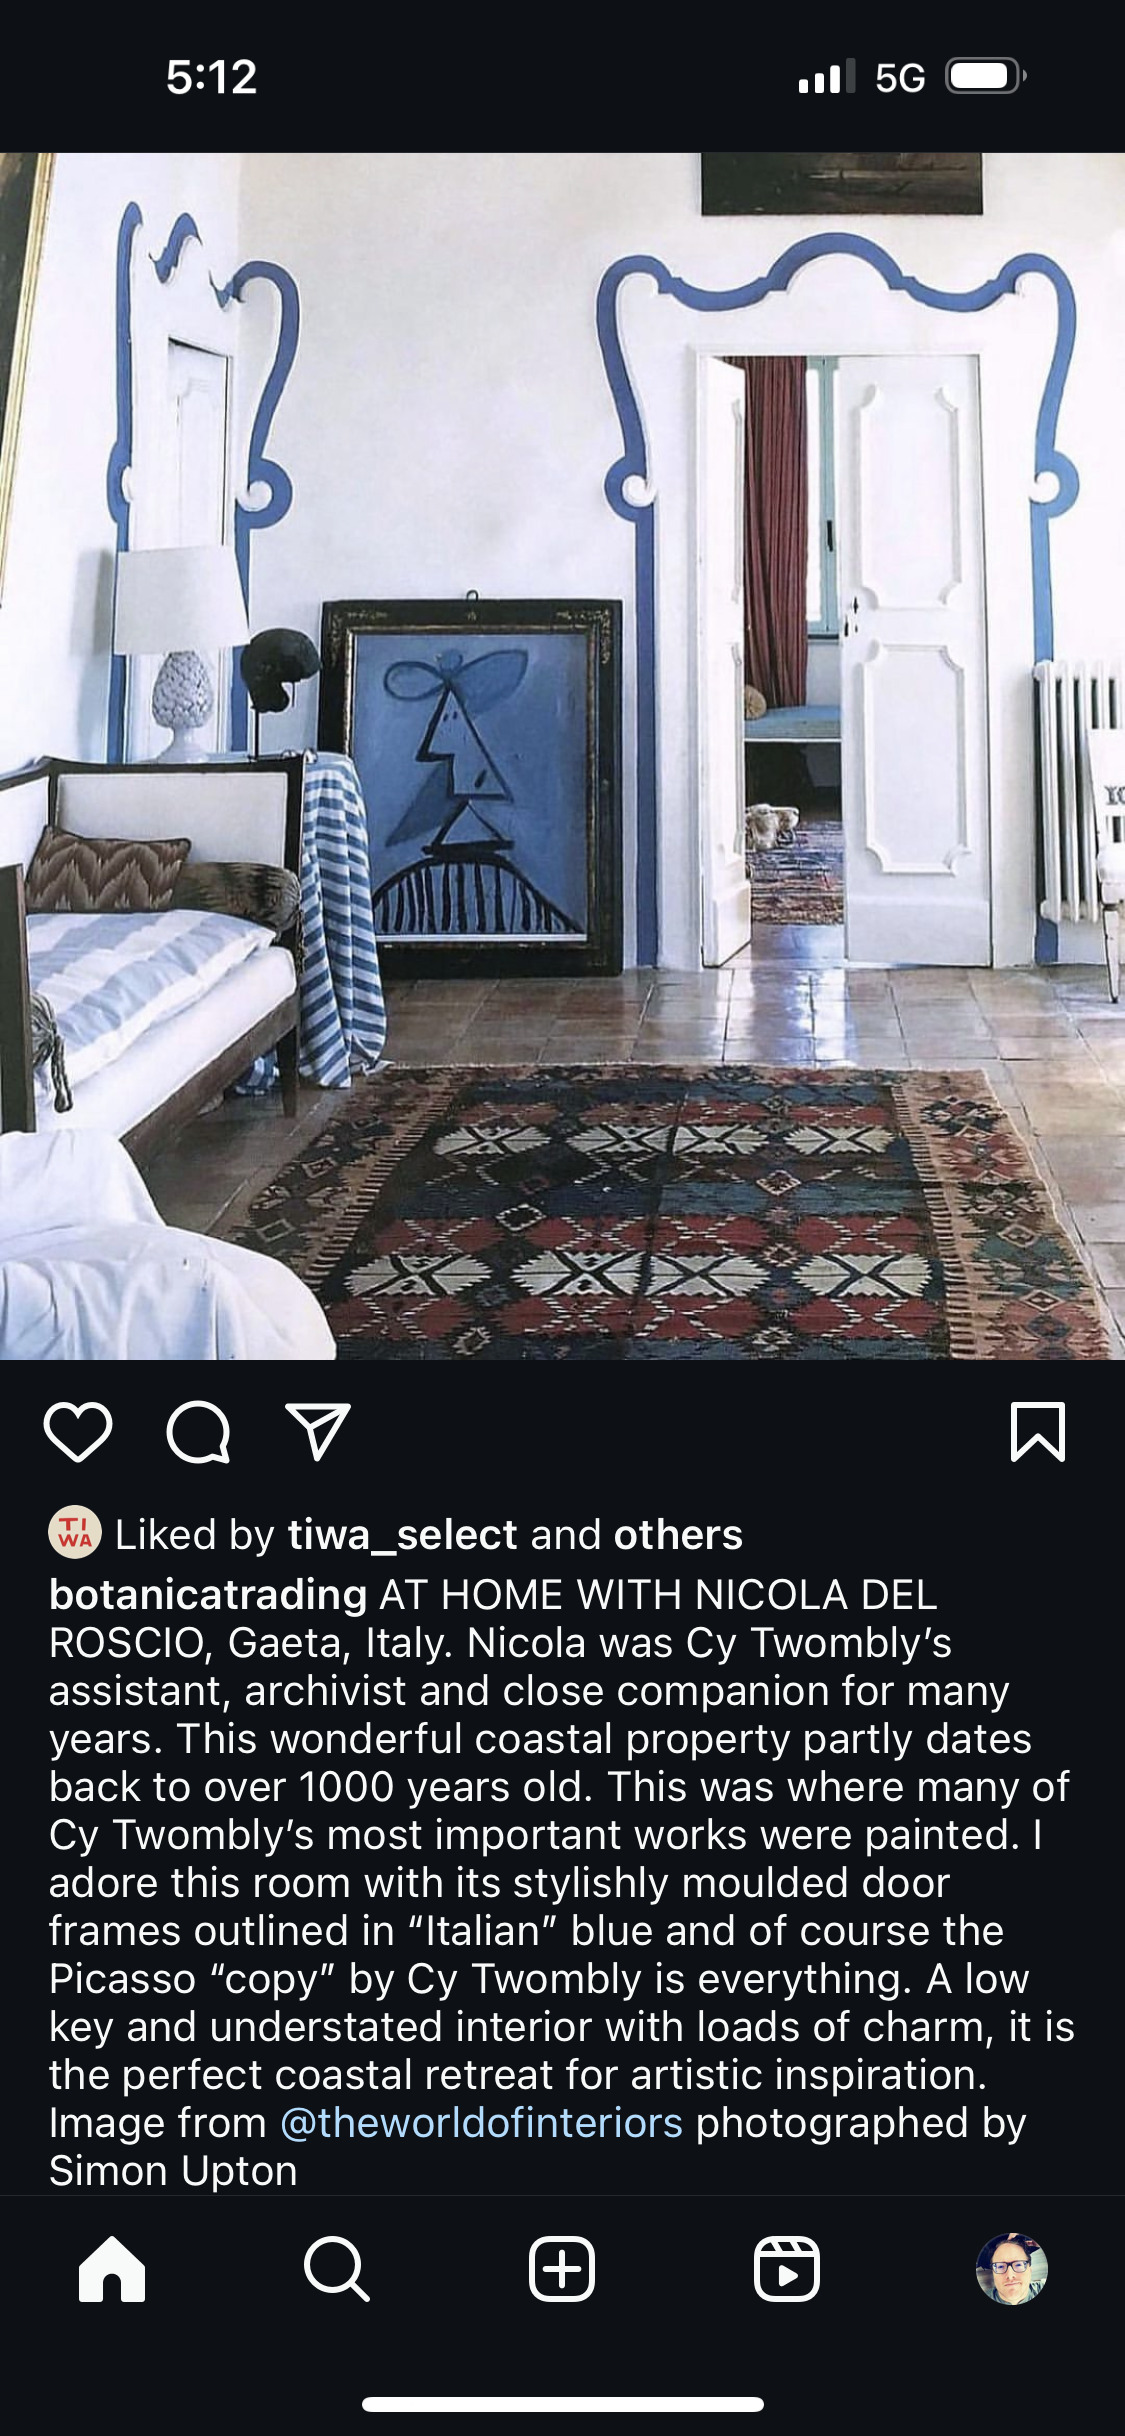 5:12 5G
TI
WA
Liked by tiwa_select and others
botanicatrading AT HOME WITH NICOLA DEL
ROSCIO, Gaeta, Italy. Nicola was Cy Twombly’s
assistant, archivist and close companion for many
years. This wonderful coastal property partly dates
back to over 1000 years old. This was where many of
Cy Twombly’s most important works were painted. I
adore this room with its stylishly moulded door
frames outlined in “Italian” blue and of course the
Picasso “copy” by Cy Twombly is everything. A low
key and understated interior with loads of charm, it is
the perfect coastal retreat for artistic inspiration.
Image from @theworldofinteriors photographed by
Simon Upton